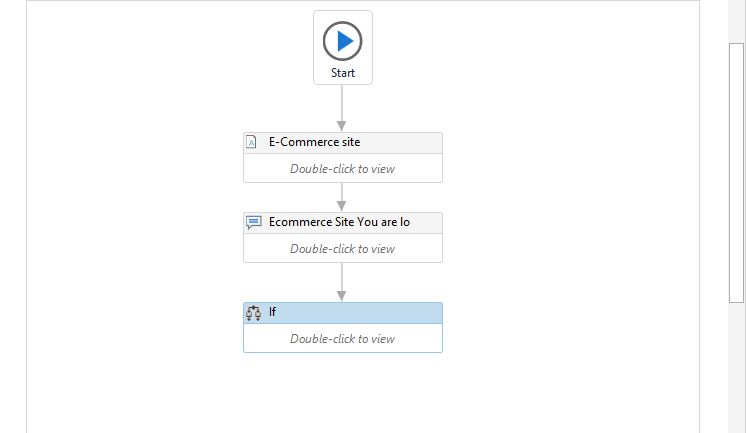 Start
E-Commerce site
Double-click to view
Ecommerce Site You are lo
Double-click to view
If
Double-click to view